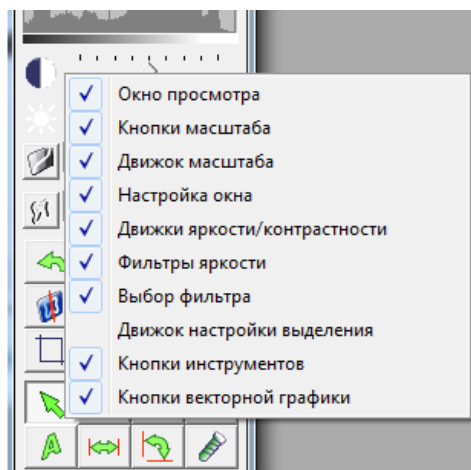 Окно просмотра
Кнопки масштаба
Движок масштаба
Настройка окна
Движки яркости/контрастности
Фильтры яркости
Выбор фильтра
Движок настройки выделения
Кнопки инструментов
Кнопки векторной графики
A